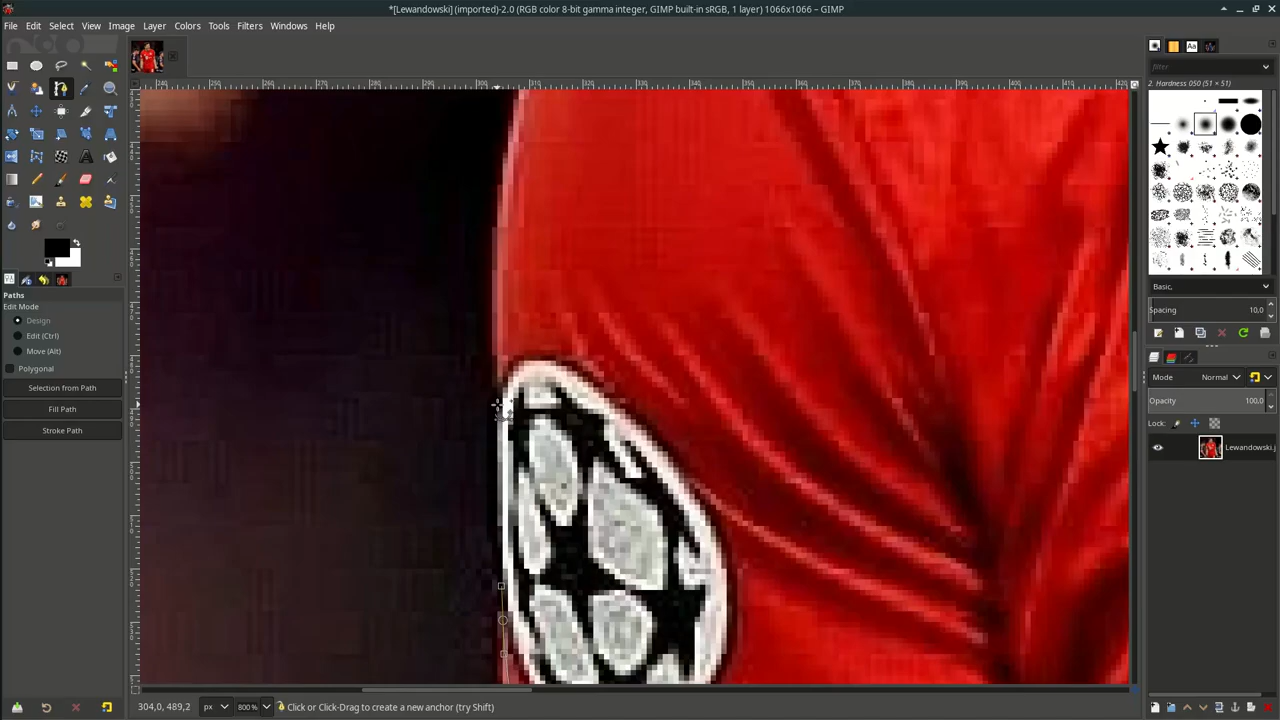 *[Lewandowski] (imported)-2.0 (RGB color 8-bit gamma integer, GIMP built-in sRGB, 1 layer) 1066x1066 – GIMP
File Edit Select View Image Layer Colors Tools Filters Windows Help
filter
2. Hardness 050 (51 × 51)
Basic,
Spacing 10,0
Mode Normal
Opacity 100,0
Lock:
Lewandowski.j
Paths
Edit Mode
Design
Edit (Ctrl)
Move (Alt)
Polygonal
Selection from Path
Fill Path
Stroke Path
304,0, 489,2 px 800% Click or Click-Drag to create a new anchor (try Shift)